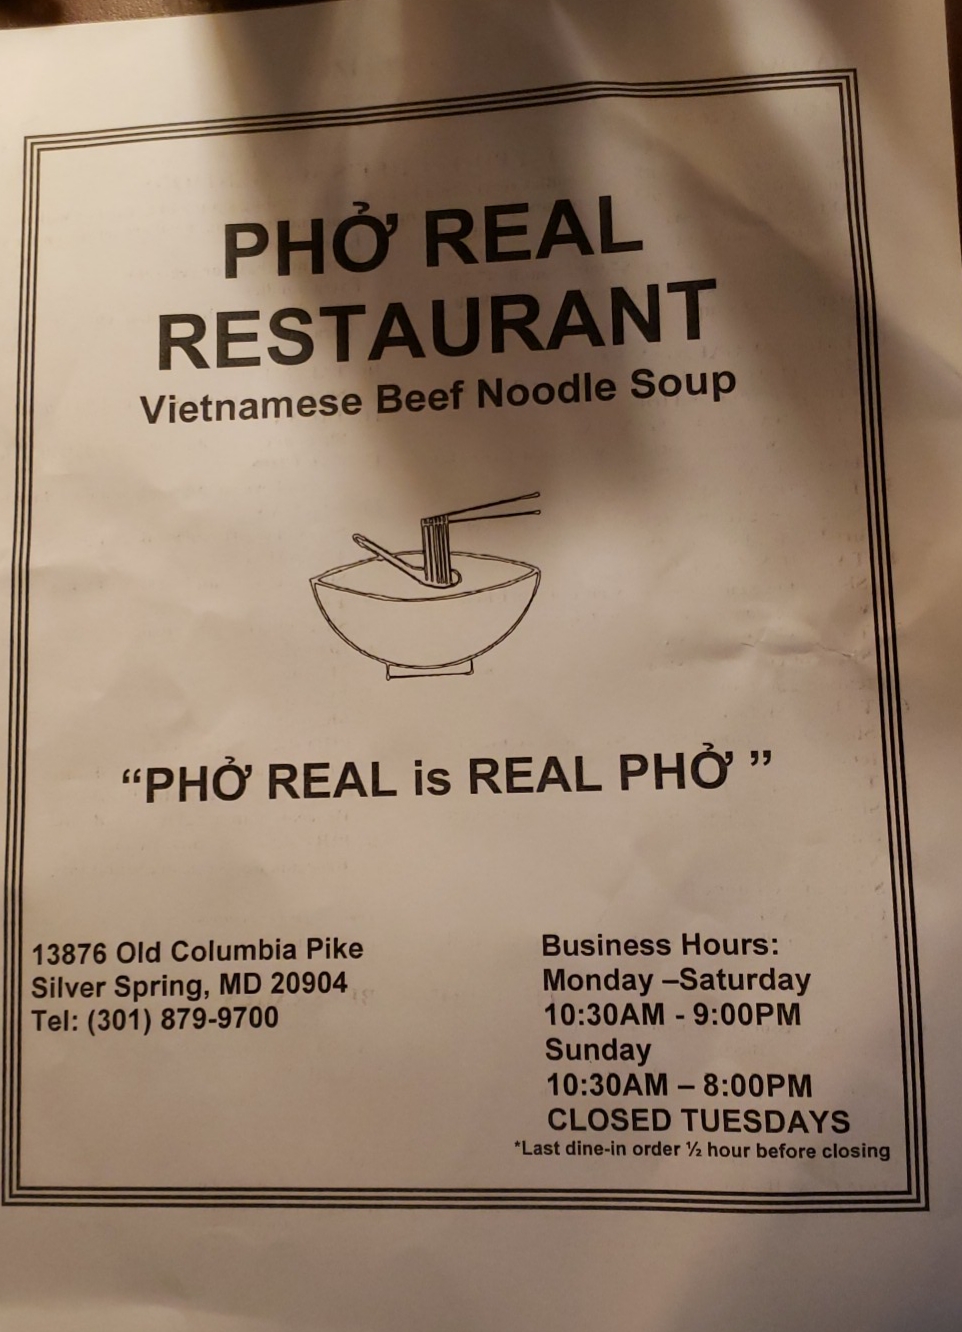 PHỞ REAL
RESTAURANT
Vietnamese Beef Noodle Soup
“PHỞ REAL is REAL PHỞ ”
13876 Old Columbia Pike
Silver Spring, MD 20904
Tel: (301) 879-9700
Business Hours:
Monday –Saturday
10:30AM - 9:00PM
Sunday
10:30AM – 8:00PM
CLOSED TUESDAYS
*Last dine-in order ½ hour before closing